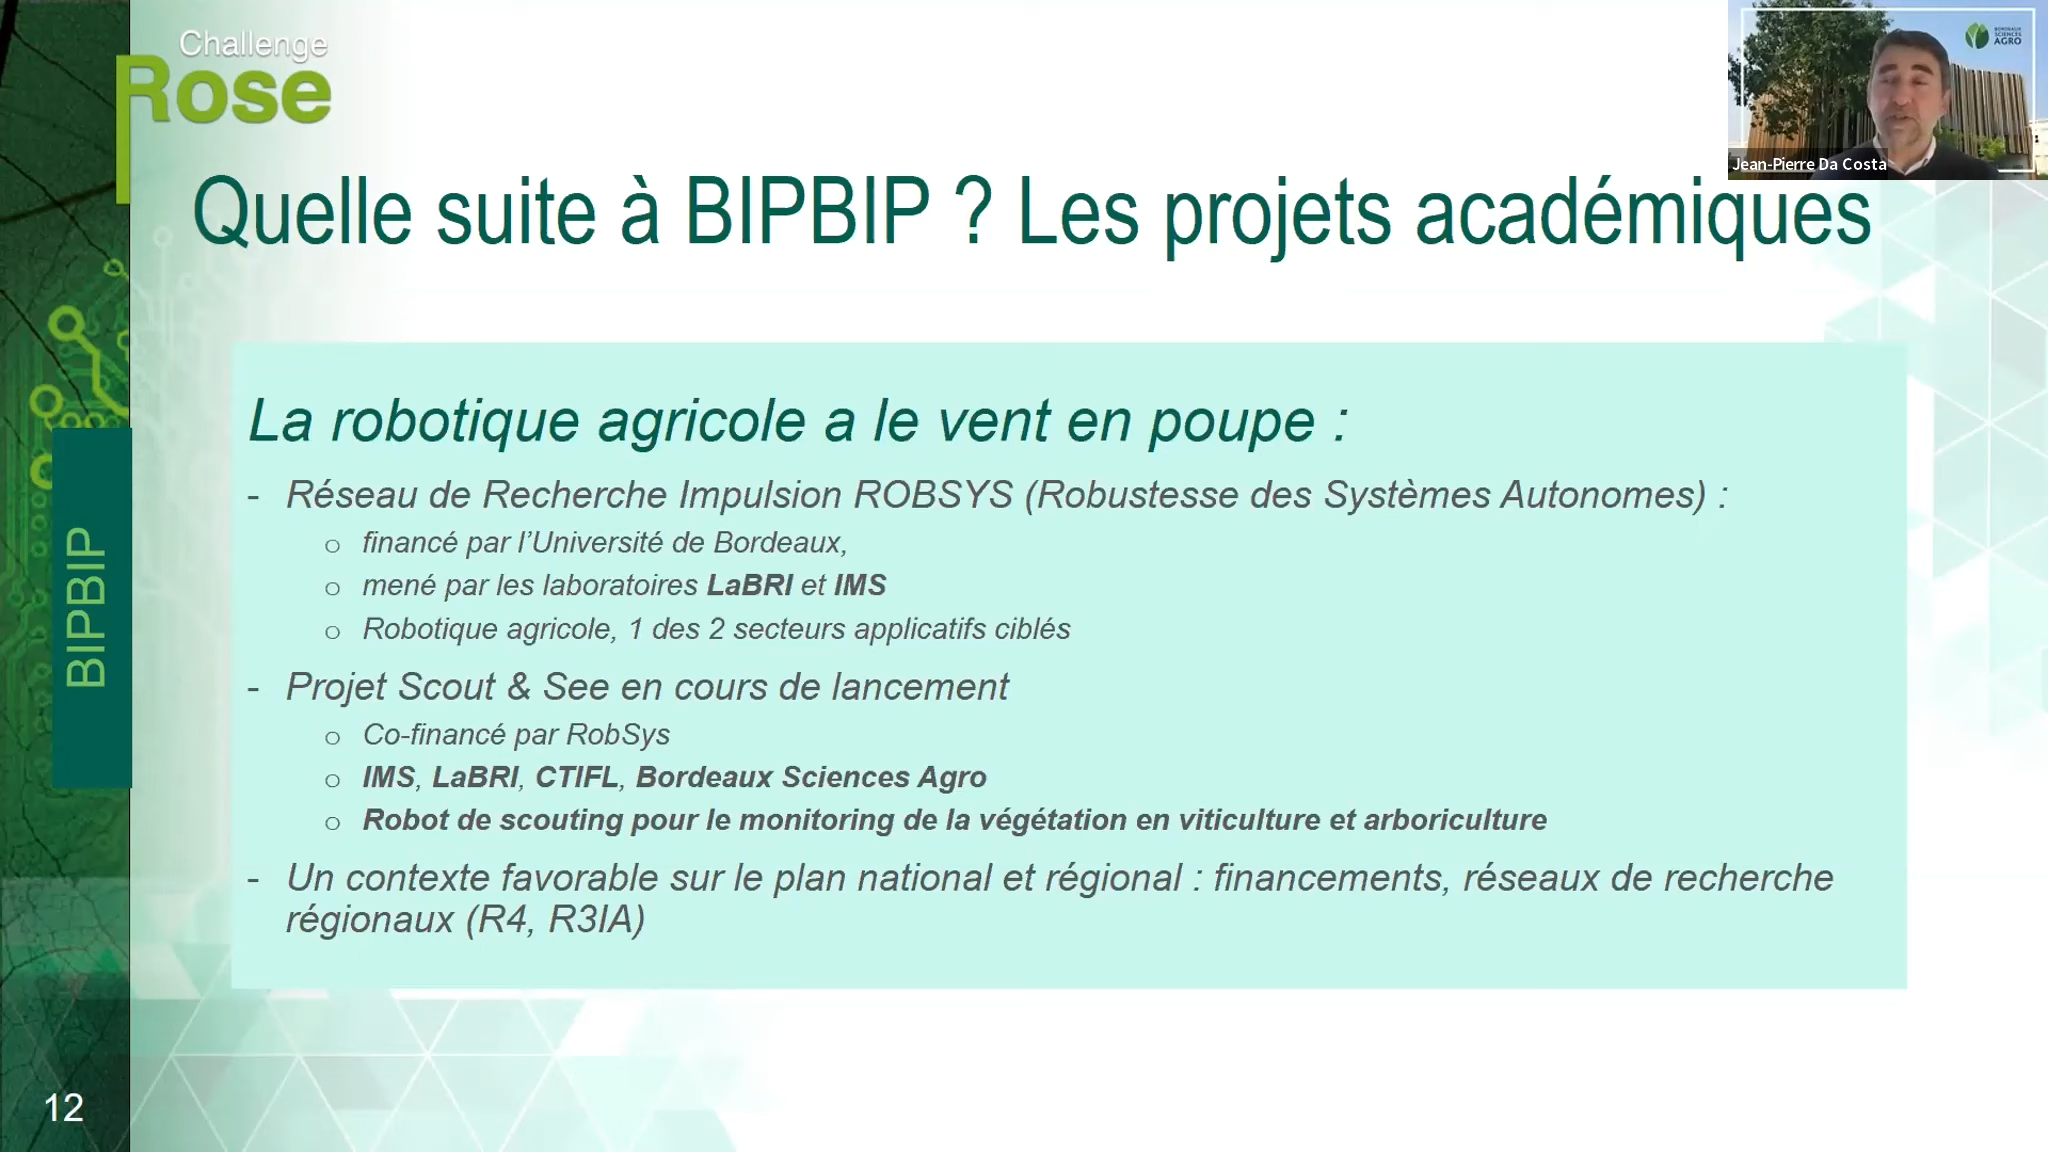 Challenge
Rose
BORDEAUX
SCIENCES
AGRO
Jean-Pierre Da Costa
Quelle suite à BIPBIP ? Les projets académiques
La robotique agricole a le vent en poupe :
- Réseau de Recherche Impulsion ROBSYS (Robustesse des Systèmes Autonomes) :
o financé par l’Université de Bordeaux,
o mené par les laboratoires LaBRI et IMS
o Robotique agricole, 1 des 2 secteurs applicatifs ciblés
- Projet Scout & See en cours de lancement
o Co-financé par RobSys
o IMS, LaBRI, CTIFL, Bordeaux Sciences Agro
o Robot de scouting pour le monitoring de la végétation en viticulture et arboriculture
- Un contexte favorable sur le plan national et régional : financements, réseaux de recherche
régionaux (R4, R3IA)
BIPBIP
12